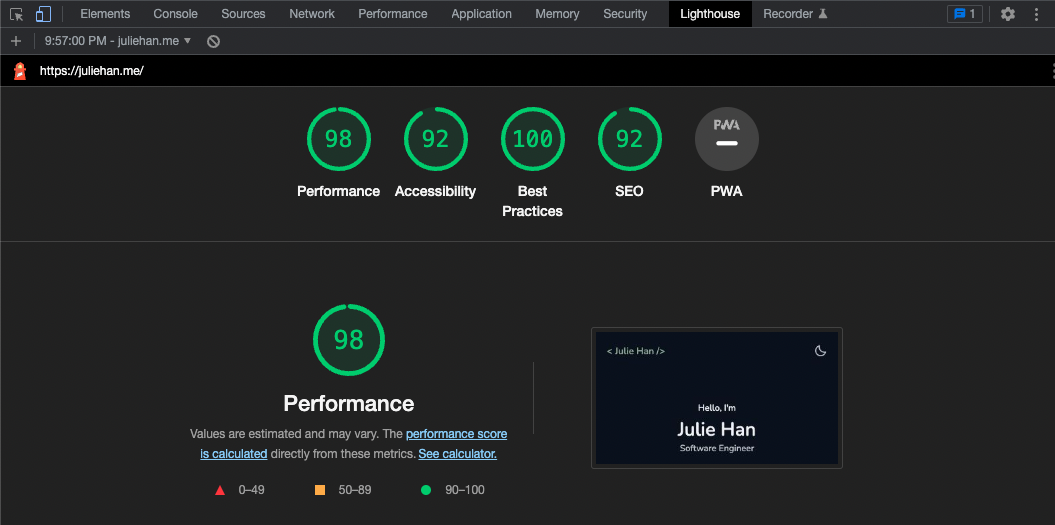 Elements Console Sources Network Performance Application Memory Security Lighthouse Recorder 1
9:57:00 PM - juliehan.me
https://juliehan.me/
98 92 100 92 PWA
Performance Accessibility Best Practices SEO PWA
98
Performance
Values are estimated and may vary. The performance score
is calculated directly from these metrics. See calculator.
0–49 50–89 90–100
< Julie Han />
Hello, I'm
Julie Han
Software Engineer